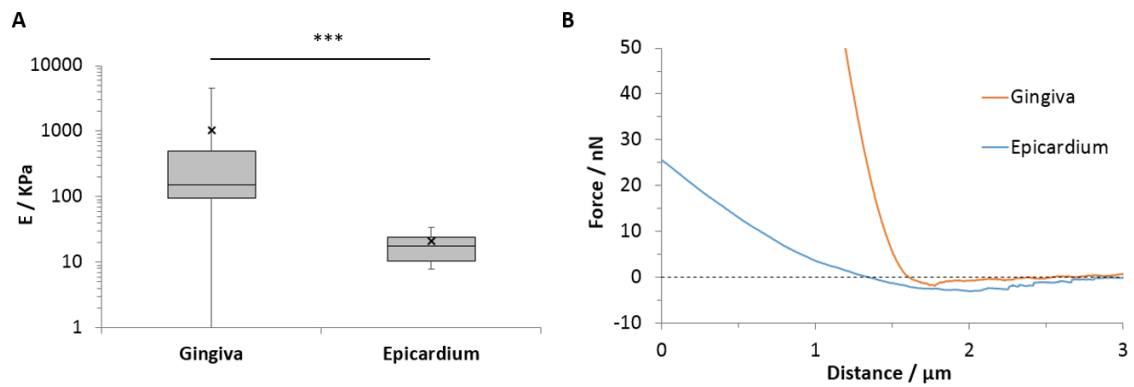 A
***
10000
1000
100
10
1
E / KPa
Gingiva
Epicardium
B
50
40
30
20
10
0
-10
Force / nN
Gingiva
Epicardium
0
1
2
3
Distance / μm